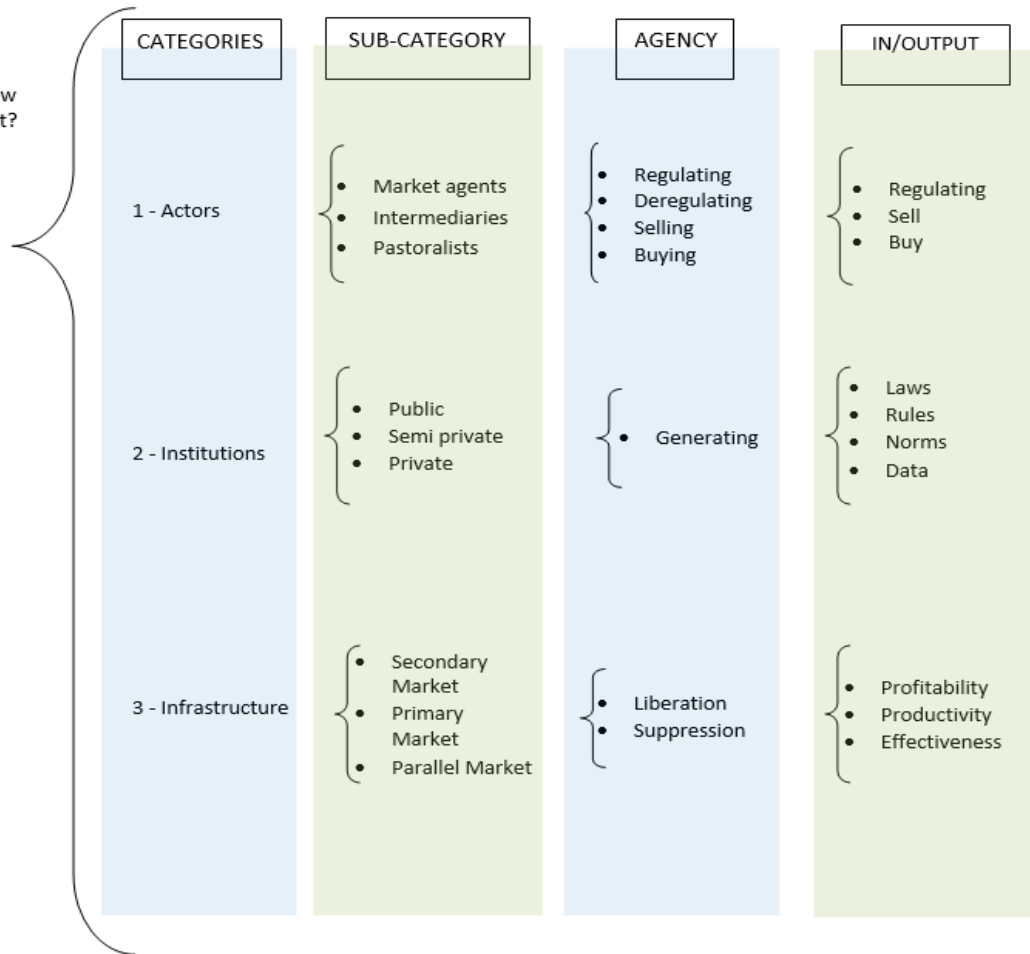 CATEGORIES
SUB-CATEGORY
AGENCY
IN/OUTPUT
t?
1 - Actors
• Market agents
• Intermediaries
• Pastoralists
• Regulating
• Deregulating
• Selling
• Buying
• Regulating
• Sell
• Buy
2 - Institutions
• Public
• Semi private
• Private
• Generating
• Laws
• Rules
• Norms
• Data
3 - Infrastructure
• Secondary
Market
• Primary
Market
• Parallel Market
• Liberation
• Suppression
• Profitability
• Productivity
• Effectiveness